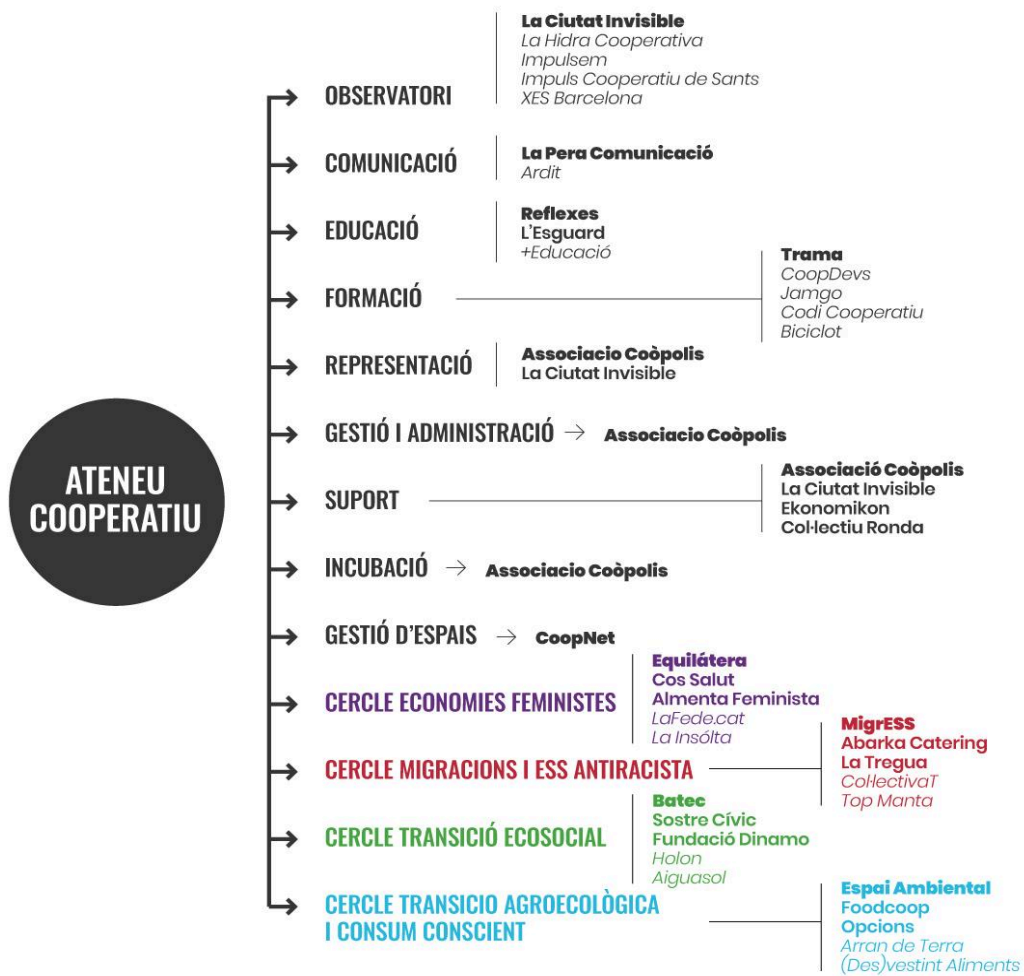 ATENEU
COOPERATIU
OBSERVATORI
La Ciutat Invisible
La Hidra Cooperativa
Impulsem
Impuls Cooperatiu de Sants
XES Barcelona
COMUNICACIÓ
La Pera Comunicació
Ardit
EDUCACIÓ
Reflexes
L'Esguard
+Educació
FORMACIÓ
Trama
CoopDevs
Jamgo
Codi Cooperatiu
Biciclot
REPRESENTACIÓ
Associacio Coòpolis
La Ciutat Invisible
GESTIÓ I ADMINISTRACIÓ
Associacio Coòpolis
SUPORT
Associació Coòpolis
La Ciutat Invisible
Ekonomikon
Col·lectiu Ronda
INCUBACIÓ
Associacio Coòpolis
GESTIÓ D'ESPAIS
CoopNet
CERCLE ECONOMIES FEMINISTES
Equilátera
Cos Salut
Almenta Feminista
LaFede.cat
La Insólta
CERCLE MIGRACIONS I ESS ANTIRACISTA
MigrESS
Abarka Catering
La Tregua
Col·lectivaT
Top Manta
CERCLE TRANSICIÓ ECOSOCIAL
Batec
Sostre Cívic
Fundació Dinamo
Holon
Aiguasol
CERCLE TRANSICIO AGROECOLÒGICA
I CONSUM CONSCIENT
Espai Ambiental
Foodcoop
Opcions
Arran de Terra
(Des)vestint Aliments